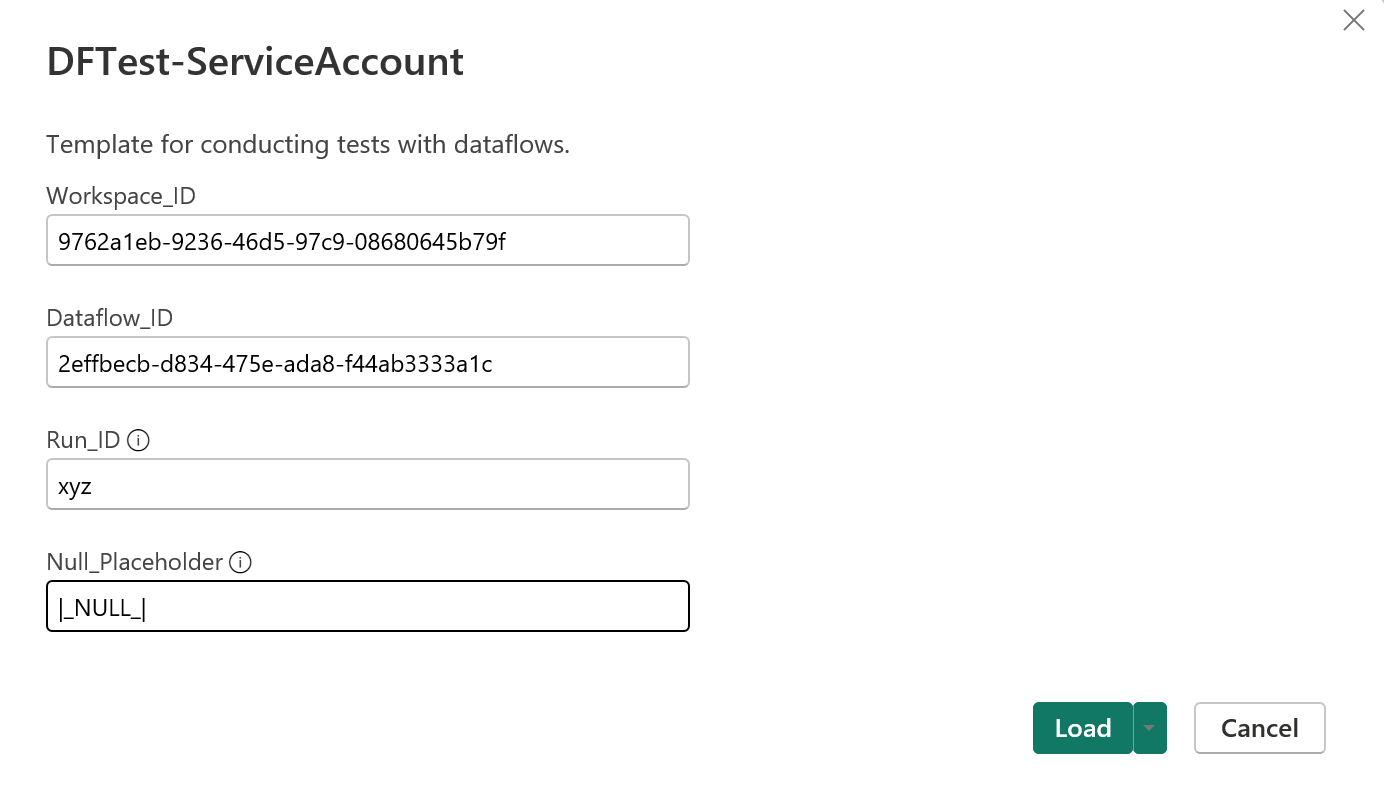 DFTest-ServiceAccount
Template for conducting tests with dataflows.
Workspace_ID
9762a1eb-9236-46d5-97c9-08680645b79f
Dataflow_ID
2effbecb-d834-475e-ada8-f44ab3333a1c
Run_ID
xyz
Null_Placeholder
|_NULL_|
Load
Cancel